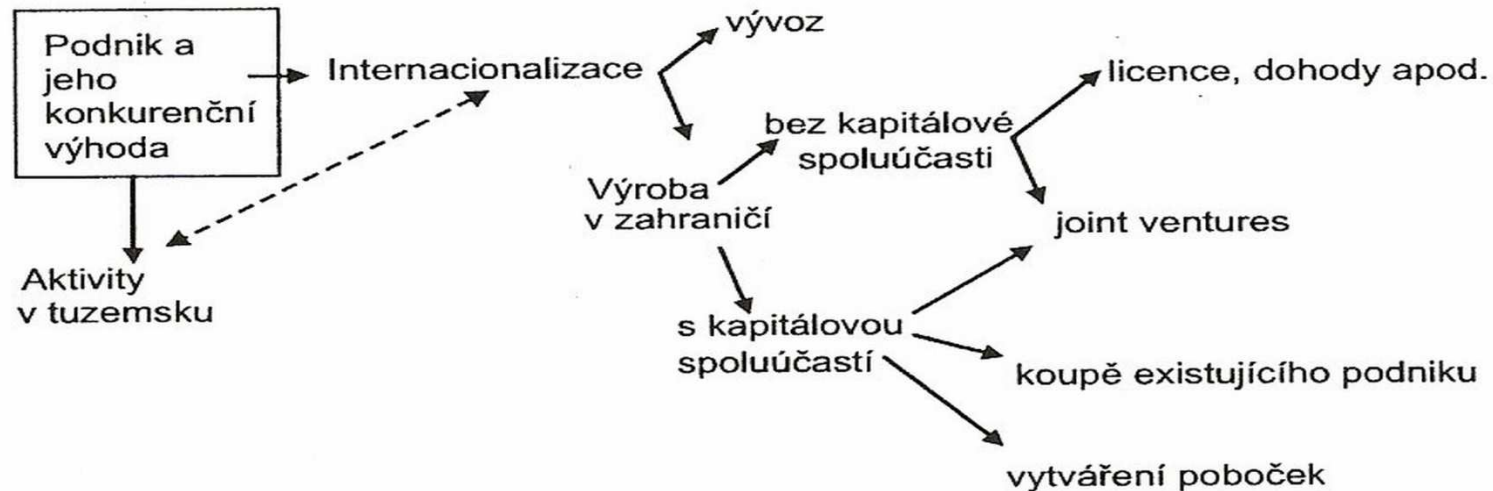 Podnik a
jeho
konkurenční
výhoda
Internacionalizace
vývoz
licence, dohody apod.
bez kapitálové
spoluúčasti
Výroba
v zahraničí
joint ventures
Aktivity
v tuzemsku
s kapitálovou
spoluúčastí
koupě existujícího podniku
vytváření poboček